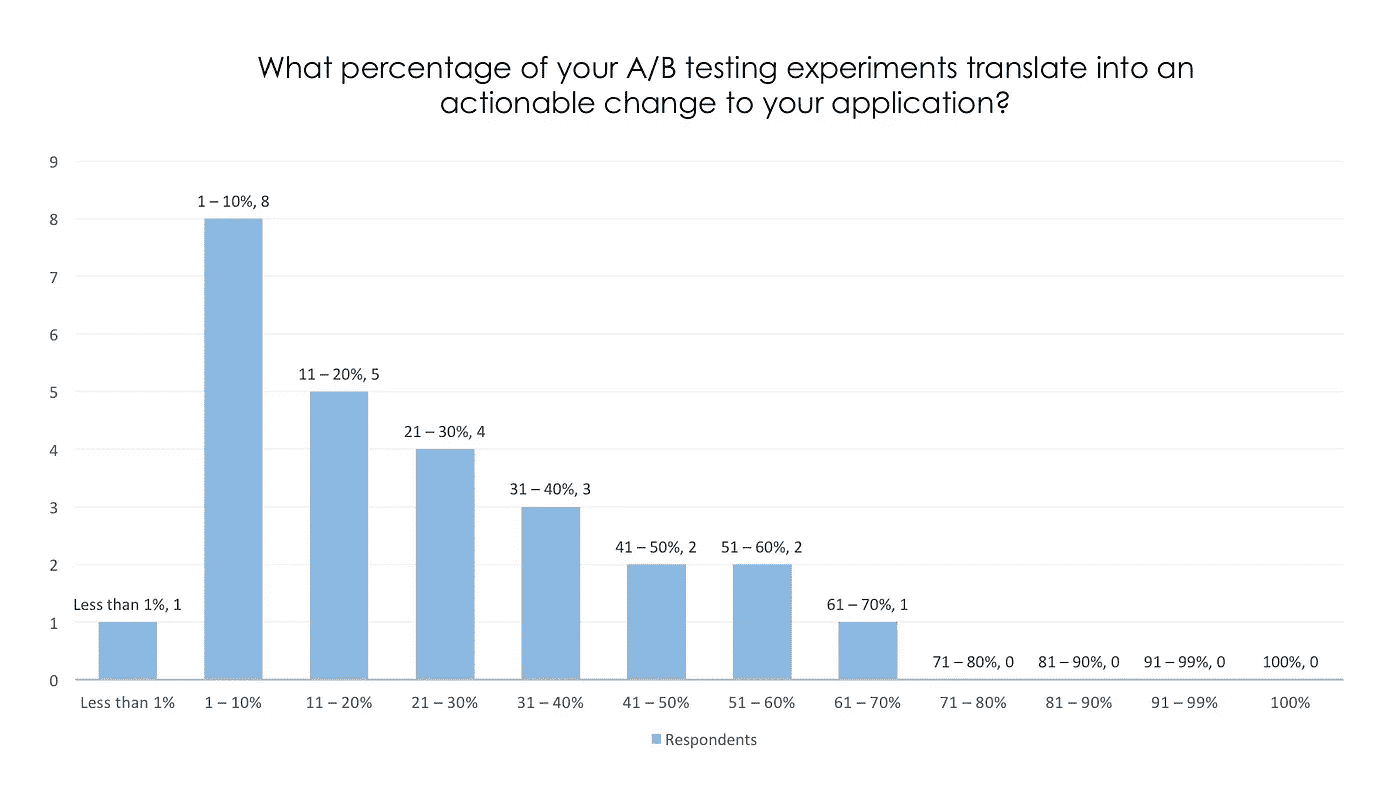 What percentage of your A/B testing experiments translate into an
actionable change to your application?
9
8
7
6
5
4
3
2
1
0
Less than 1%, 1
1 – 10%, 8
11 – 20%, 5
21 – 30%, 4
31 – 40%, 3
41 – 50%, 2
51 – 60%, 2
61 – 70%, 1
71 – 80%, 0
81 – 90%, 0
91 – 99%, 0
100%, 0
Less than 1%
1 – 10%
11 – 20%
21 – 30%
31 – 40%
41 – 50%
51 – 60%
61 – 70%
71 – 80%
81 – 90%
91 – 99%
100%
Respondents